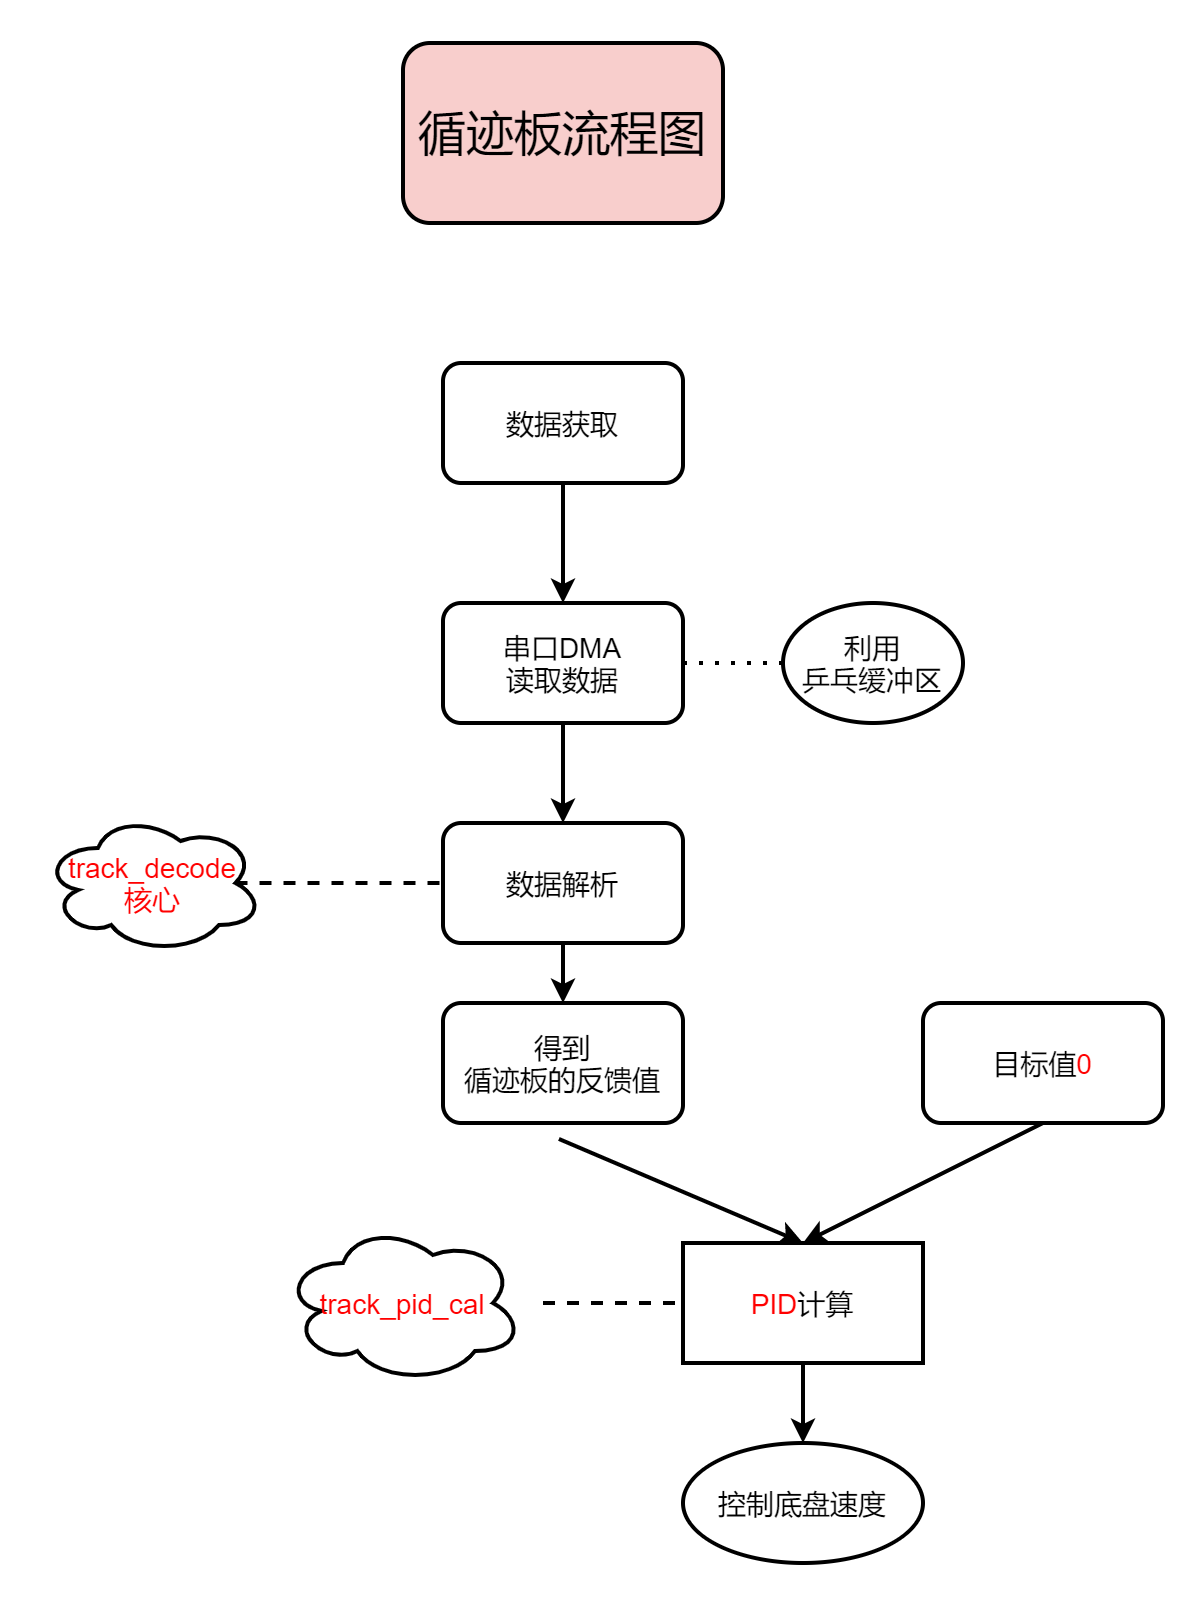 循迹板流程图
数据获取
串口DMA
读取数据
利用
乒乓缓冲区
track_decode
核心
数据解析
得到
循迹板的反馈值
目标值0
track_pid_cal
PID计算
控制底盘速度